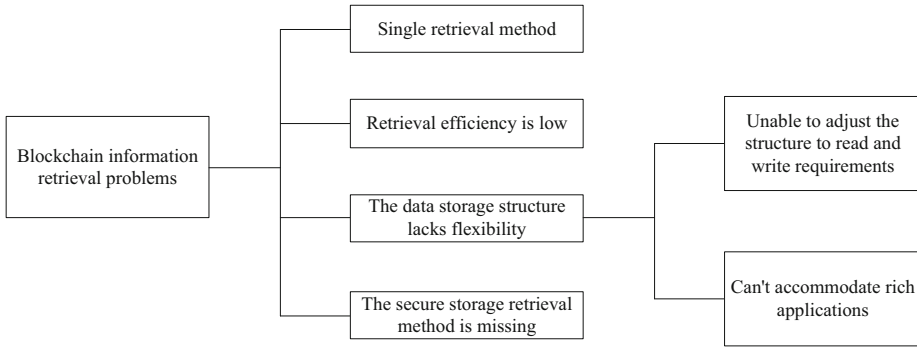 Blockchain information
retrieval problems
Single retrieval method
Retrieval efficiency is low
The data storage structure
lacks flexibility
The secure storage retrieval
method is missing
Unable to adjust the
structure to read and
write requirements
Can't accommodate rich
applications